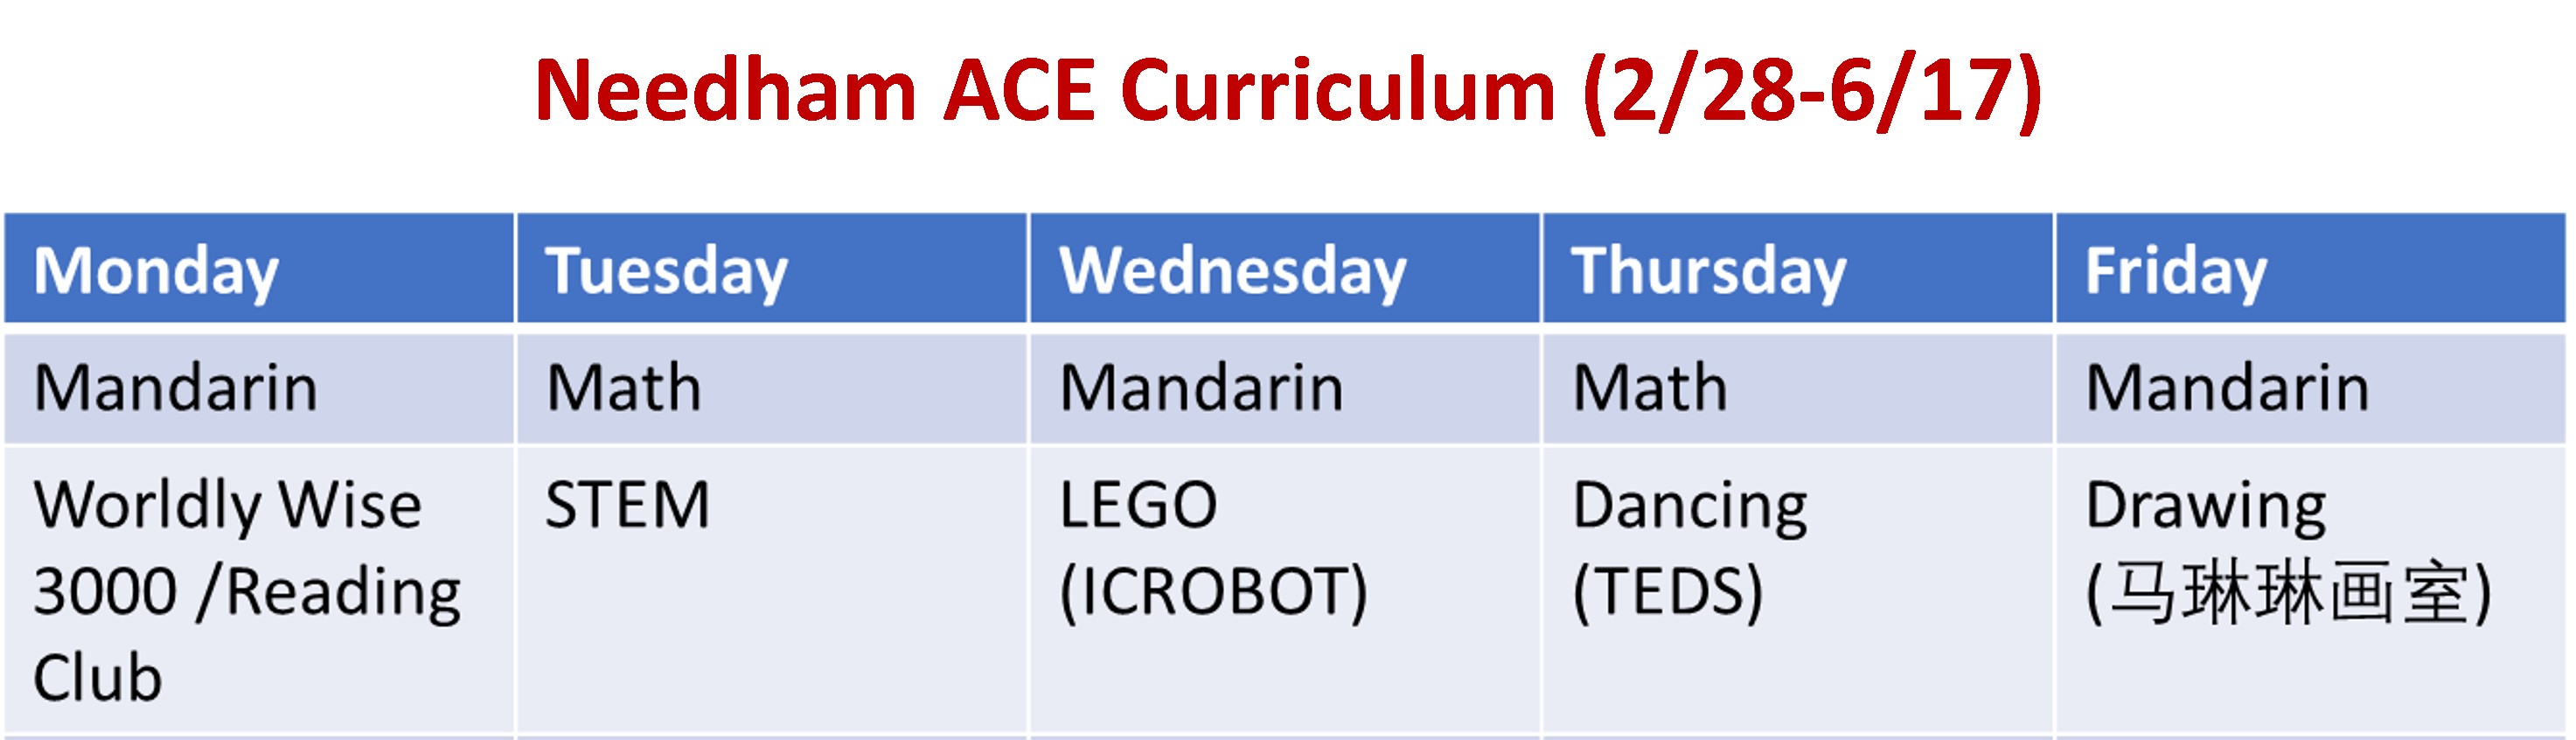 Needham ACE Curriculum (2/28-6/17)
Monday Tuesday Wednesday Thursday Friday
Mandarin Math Mandarin Math Mandarin
Worldly Wise STEM LEGO Dancing Drawing
3000 /Reading (ICROBOT) (TEDS) (马琳琳画室)
Club